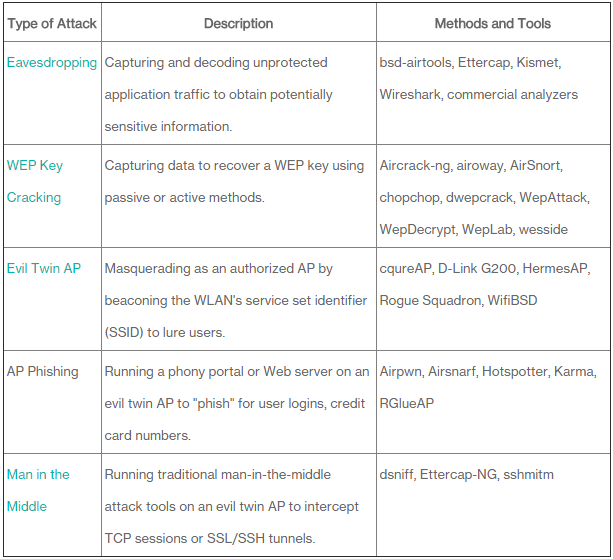 Type of Attack Description Methods and Tools
Eavesdropping Capturing and decoding unprotected bsd-airtools, Ettercap, Kismet,
application traffic to obtain potentially Wireshark, commercial analyzers
sensitive information.
WEP Key Capturing data to recover a WEP key using Aircrack-ng, airoway, AirSnort,
Cracking passive or active methods. chopchop, dwepcrack, WepAttack,
WepDecrypt, WepLab, wesside
Evil Twin AP Masquerading as an authorized AP by cqureAP, D-Link G200, HermesAP,
beaconing the WLAN's service set identifier Rogue Squadron, WifiBSD
(SSID) to lure users.
AP Phishing Running a phony portal or Web server on an Airpwn, Airsnarf, Hotspotter, Karma,
evil twin AP to "phish" for user logins, credit RGlueAP
card numbers.
Man in the Running traditional man-in-the-middle dsniff, Ettercap-NG, sshmitm
Middle attack tools on an evil twin AP to intercept
TCP sessions or SSL/SSH tunnels.